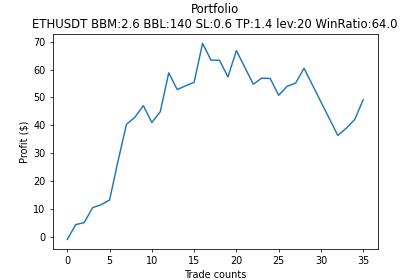 Portfolio
ETHUSDT BBM:2.6 BBL:140 SL:0.6 TP:1.4 lev:20 WinRatio:64.0
70
60
50
40
30
20
10
0
Profit ($)
0 5 10 15 20 25 30 35
Trade counts